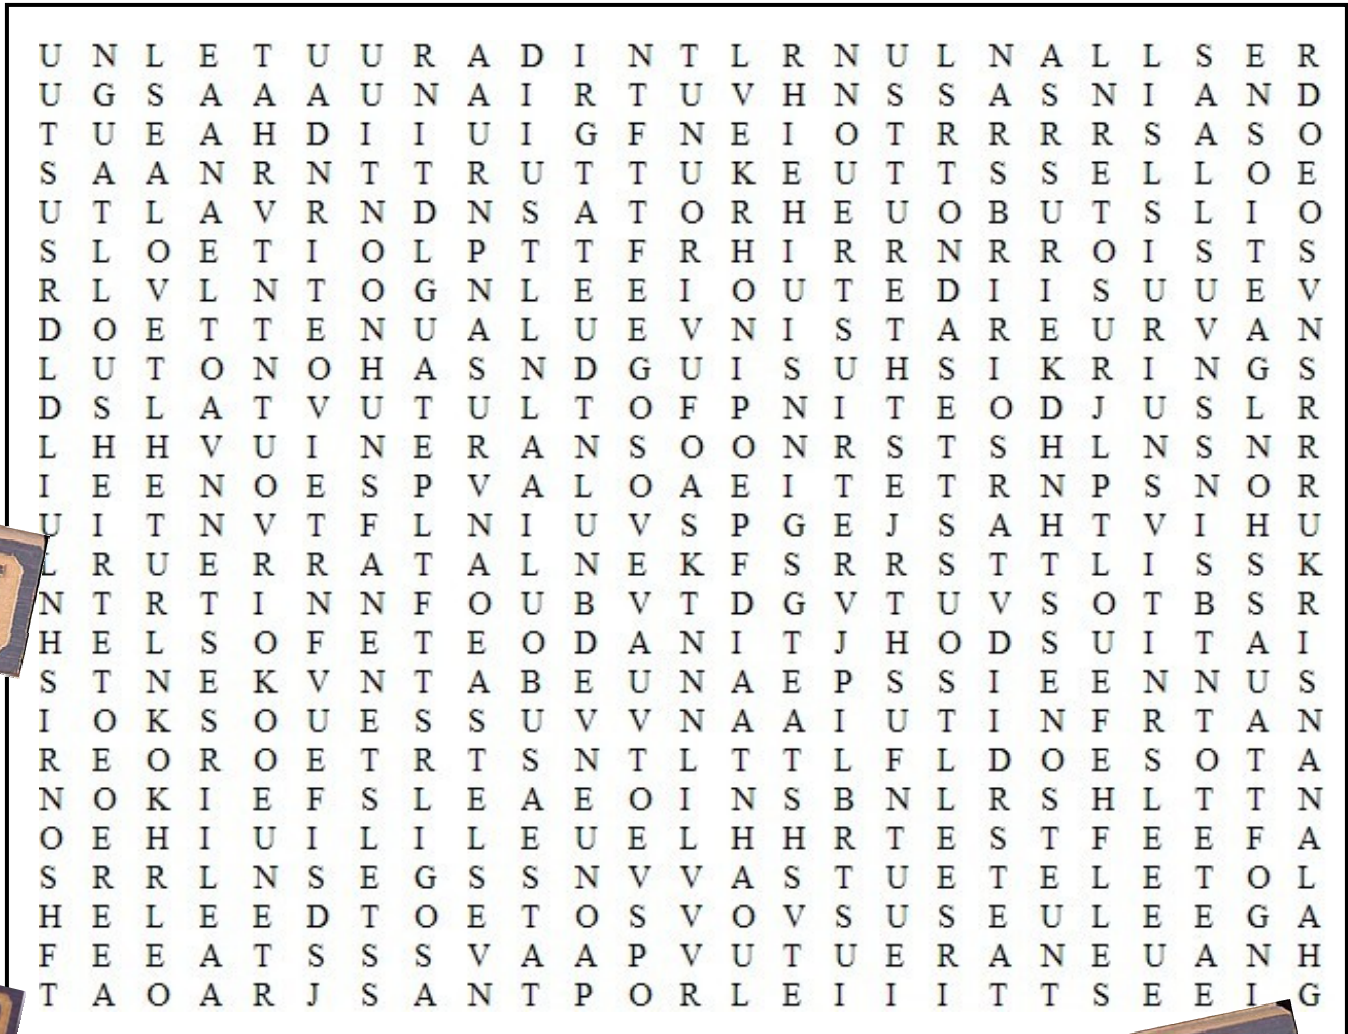 U N L E T U U R A D I N T L R N U L N A L L S E R
U G S A A A U N A I R T U V H N S S A S N I A N D
T U E A H D I I U I G F N E I O T R R R R S A S O
S A A N R N T T R U T T U K E U T T S S E L L O E
U T L A V R N D N S A T O R H E U O B U T S L I O
S L O E T I O L P T T F R H I R R N R R O I S T S
R L V L N T O G N L E E I O U T E D I I S U U E V
D O E T T E N U A L U E V N I S T A R E U R V A N
L U T O N O H A S N D G U I S U H S I K R I N G S
D S L A T V U T U L T O F P N I T E O D J U S L R
L H H V U I N E R A N S O O N R S T S H L N S N R
I E E N O E S P V A L O A E I T E T R N P S N O R
U I T N V T F L N I U V S P G E J S A H T V I H U
L R U E R R A T A L N E K F S R R S T T L I S S K
N T R T I N N F O U B V T D G V T U V S O T B S R
H E L S O F E T E O D A N I T J H O D S U I T A I
S T N E K V N T A B E U N A E P S S I E E N N U S
I O K S O U E S S U V V N A A I U T I N F R T A N
R E O R O E T R T S N T L T T L F L D O E S O T A
N O K I E F S L E A E O I N S B N L R S H L T T N
O E H I U I L I L E U E L H H R T E S T F E E F A
S R R L N S E G S S N V V A S T U E T E L E T O L
H E L E E D T O E T O S V O V S U S E U L E E G A
F E E A T S S S V A A P V U T U E R A N E U A N H
T A O A R J S A N T P O R L E I I I T T S E E I G